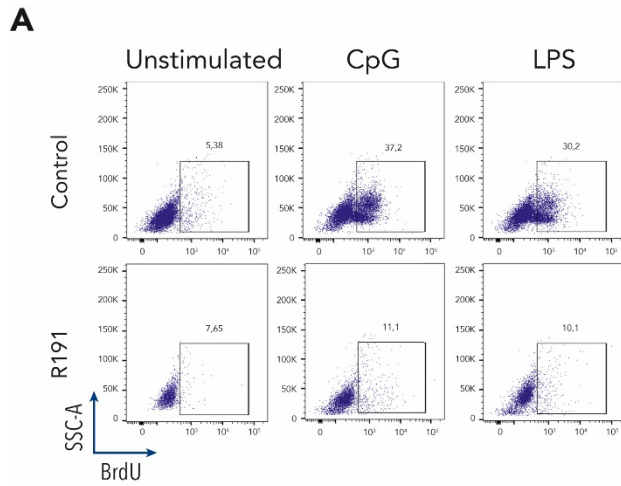 A
Unstimulated CpG LPS
Control
250K 250K 250K
200K 200K 200K
150K 150K 150K
100K 100K 100K
50K 50K 50K
0 0 0
5,38 37,2 30,2
0 10³ 10⁴ 10⁵ 0 10³ 10⁴ 10⁵ 0 10³ 10⁴ 10⁵
R191
250K 250K 250K
200K 200K 200K
150K 150K 150K
100K 100K 100K
50K 50K 50K
0 0 0
7,65 11,1 10,1
0 10³ 10⁴ 10⁵ 0 10³ 10⁴ 10⁵ 0 10³ 10⁴ 10⁵
SSC-A
BrdU